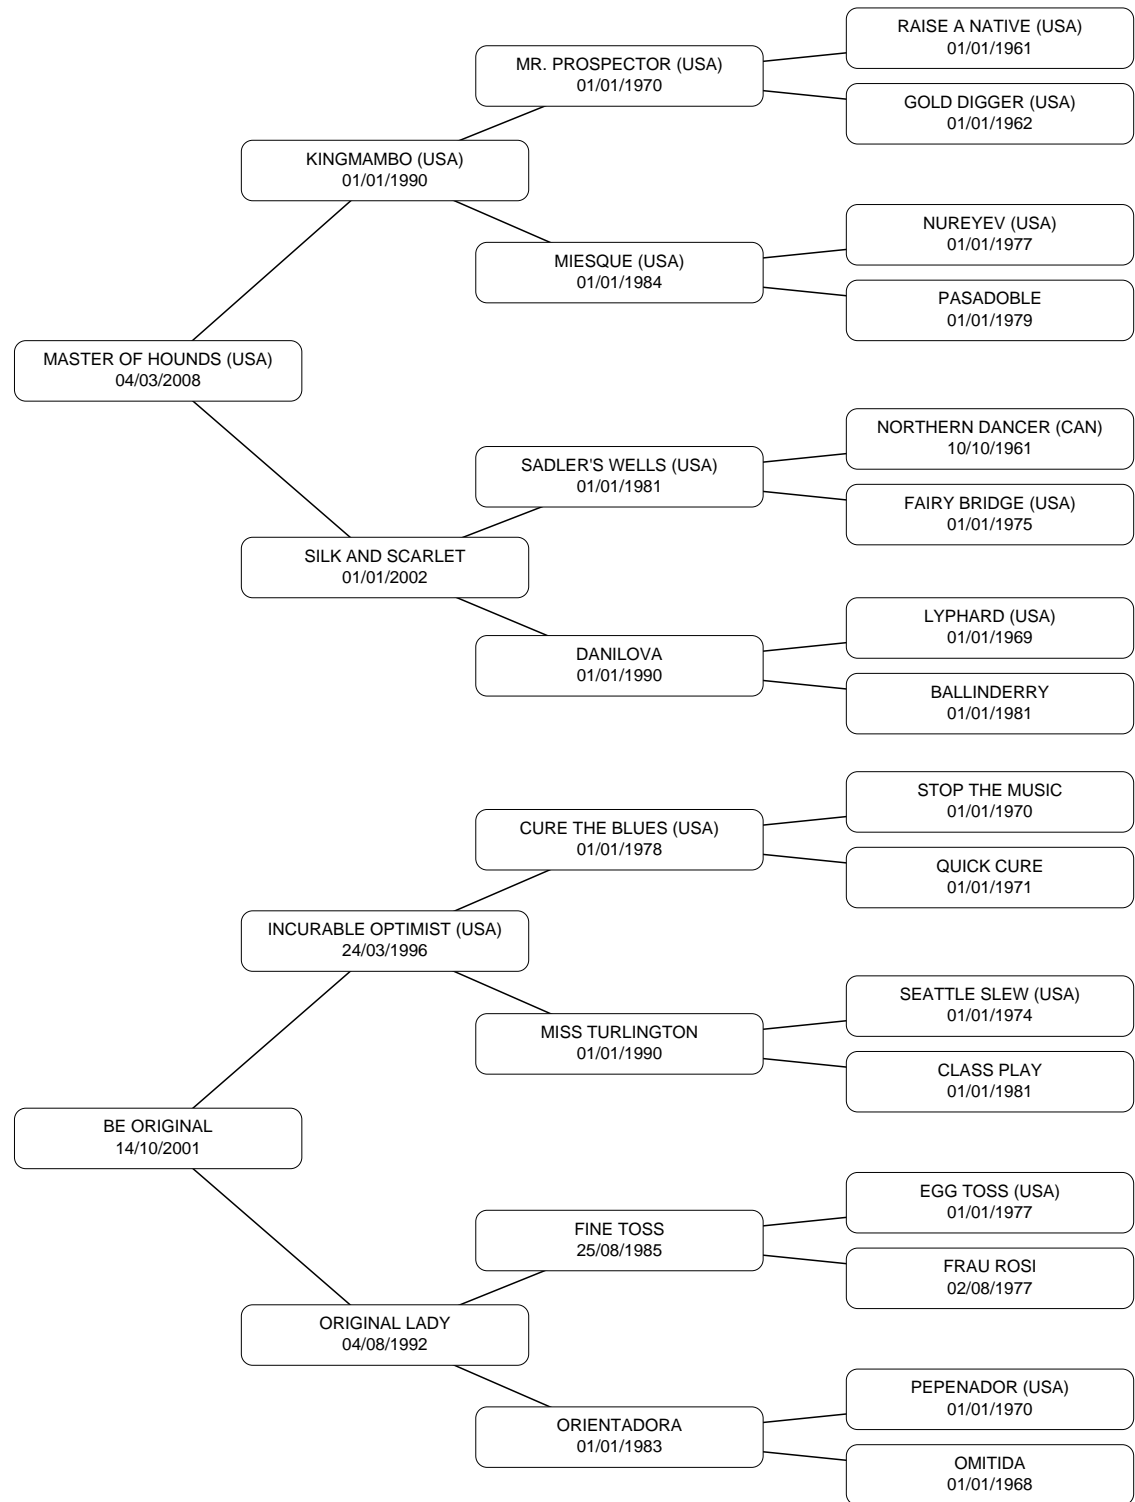 RAISE A NATIVE (USA)
01/01/1961
MR. PROSPECTOR (USA)
01/01/1970
GOLD DIGGER (USA)
01/01/1962
KINGMAMBO (USA)
01/01/1990
NUREYEV (USA)
01/01/1977
MIESQUE (USA)
01/01/1984
PASADOBLE
01/01/1979
MASTER OF HOUNDS (USA)
04/03/2008
NORTHERN DANCER (CAN)
10/10/1961
SADLER'S WELLS (USA)
01/01/1981
FAIRY BRIDGE (USA)
01/01/1975
SILK AND SCARLET
01/01/2002
LYPHARD (USA)
01/01/1969
DANILOVA
01/01/1990
BALLINDERRY
01/01/1981
STOP THE MUSIC
01/01/1970
CURE THE BLUES (USA)
01/01/1978
QUICK CURE
01/01/1971
INCURABLE OPTIMIST (USA)
24/03/1996
SEATTLE SLEW (USA)
01/01/1974
MISS TURLINGTON
01/01/1990
CLASS PLAY
01/01/1981
BE ORIGINAL
14/10/2001
EGG TOSS (USA)
01/01/1977
FINE TOSS
25/08/1985
FRAU ROSI
02/08/1977
ORIGINAL LADY
04/08/1992
PEPENADOR (USA)
01/01/1970
ORIENTADORA
01/01/1983
OMITIDA
01/01/1968